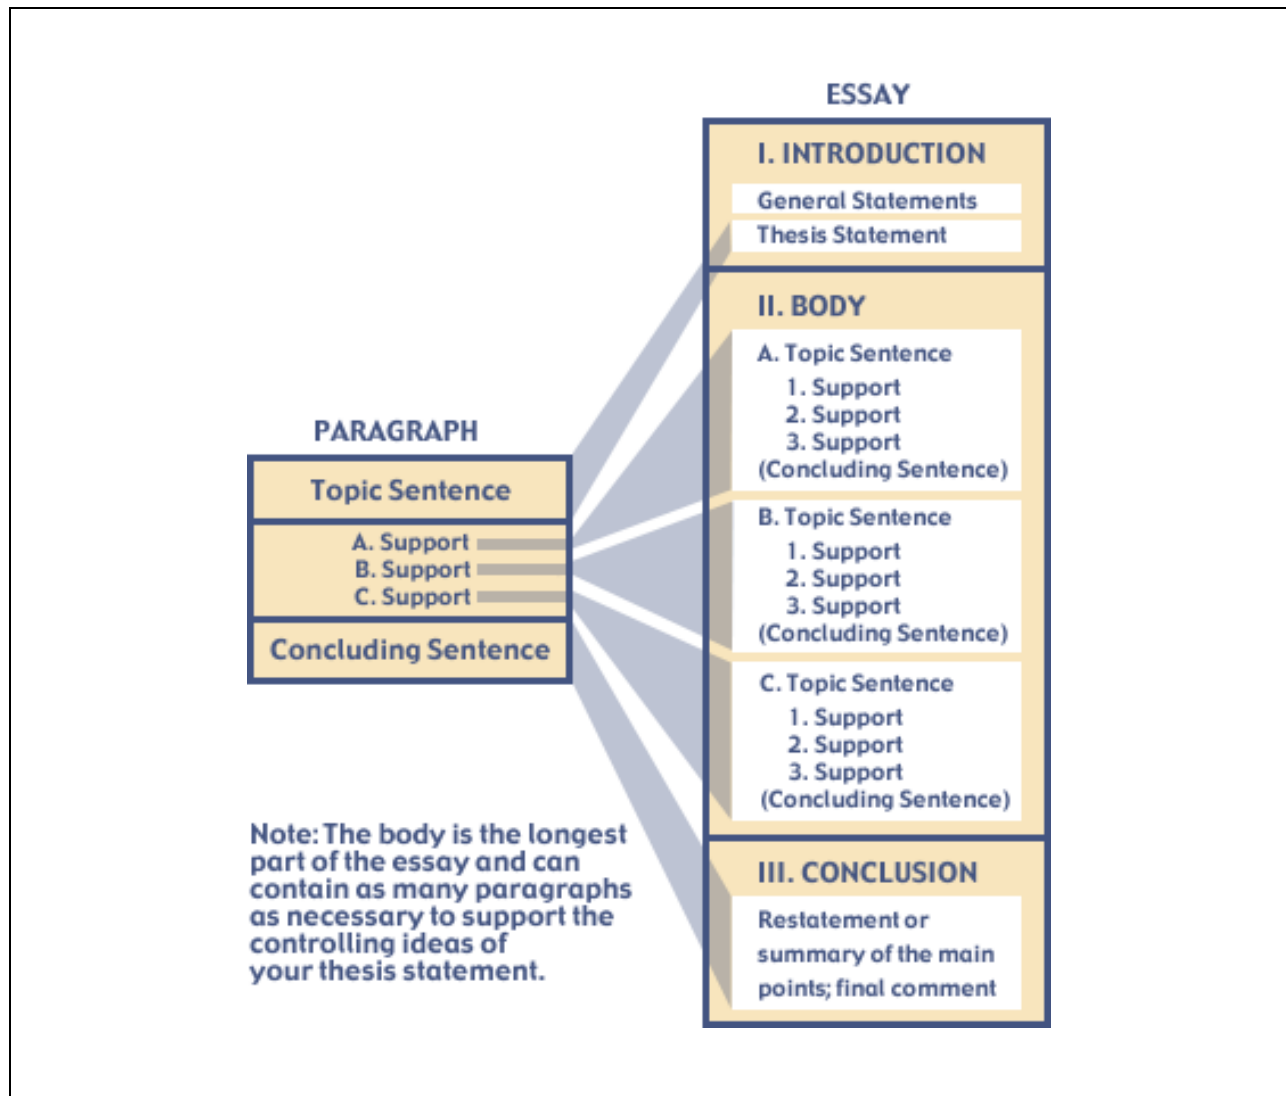 PARAGRAPH
Topic Sentence
A. Support
B. Support
C. Support
Concluding Sentence
Note: The body is the longest
part of the essay and can
contain as many paragraphs
as necessary to support the
controlling ideas of
your thesis statement.
ESSAY
I. INTRODUCTION
General Statements
Thesis Statement
II. BODY
A. Topic Sentence
1. Support
2. Support
3. Support
(Concluding Sentence)
B. Topic Sentence
1. Support
2. Support
3. Support
(Concluding Sentence)
C. Topic Sentence
1. Support
2. Support
3. Support
(Concluding Sentence)
III. CONCLUSION
Restatement or
summary of the main
points; final comment